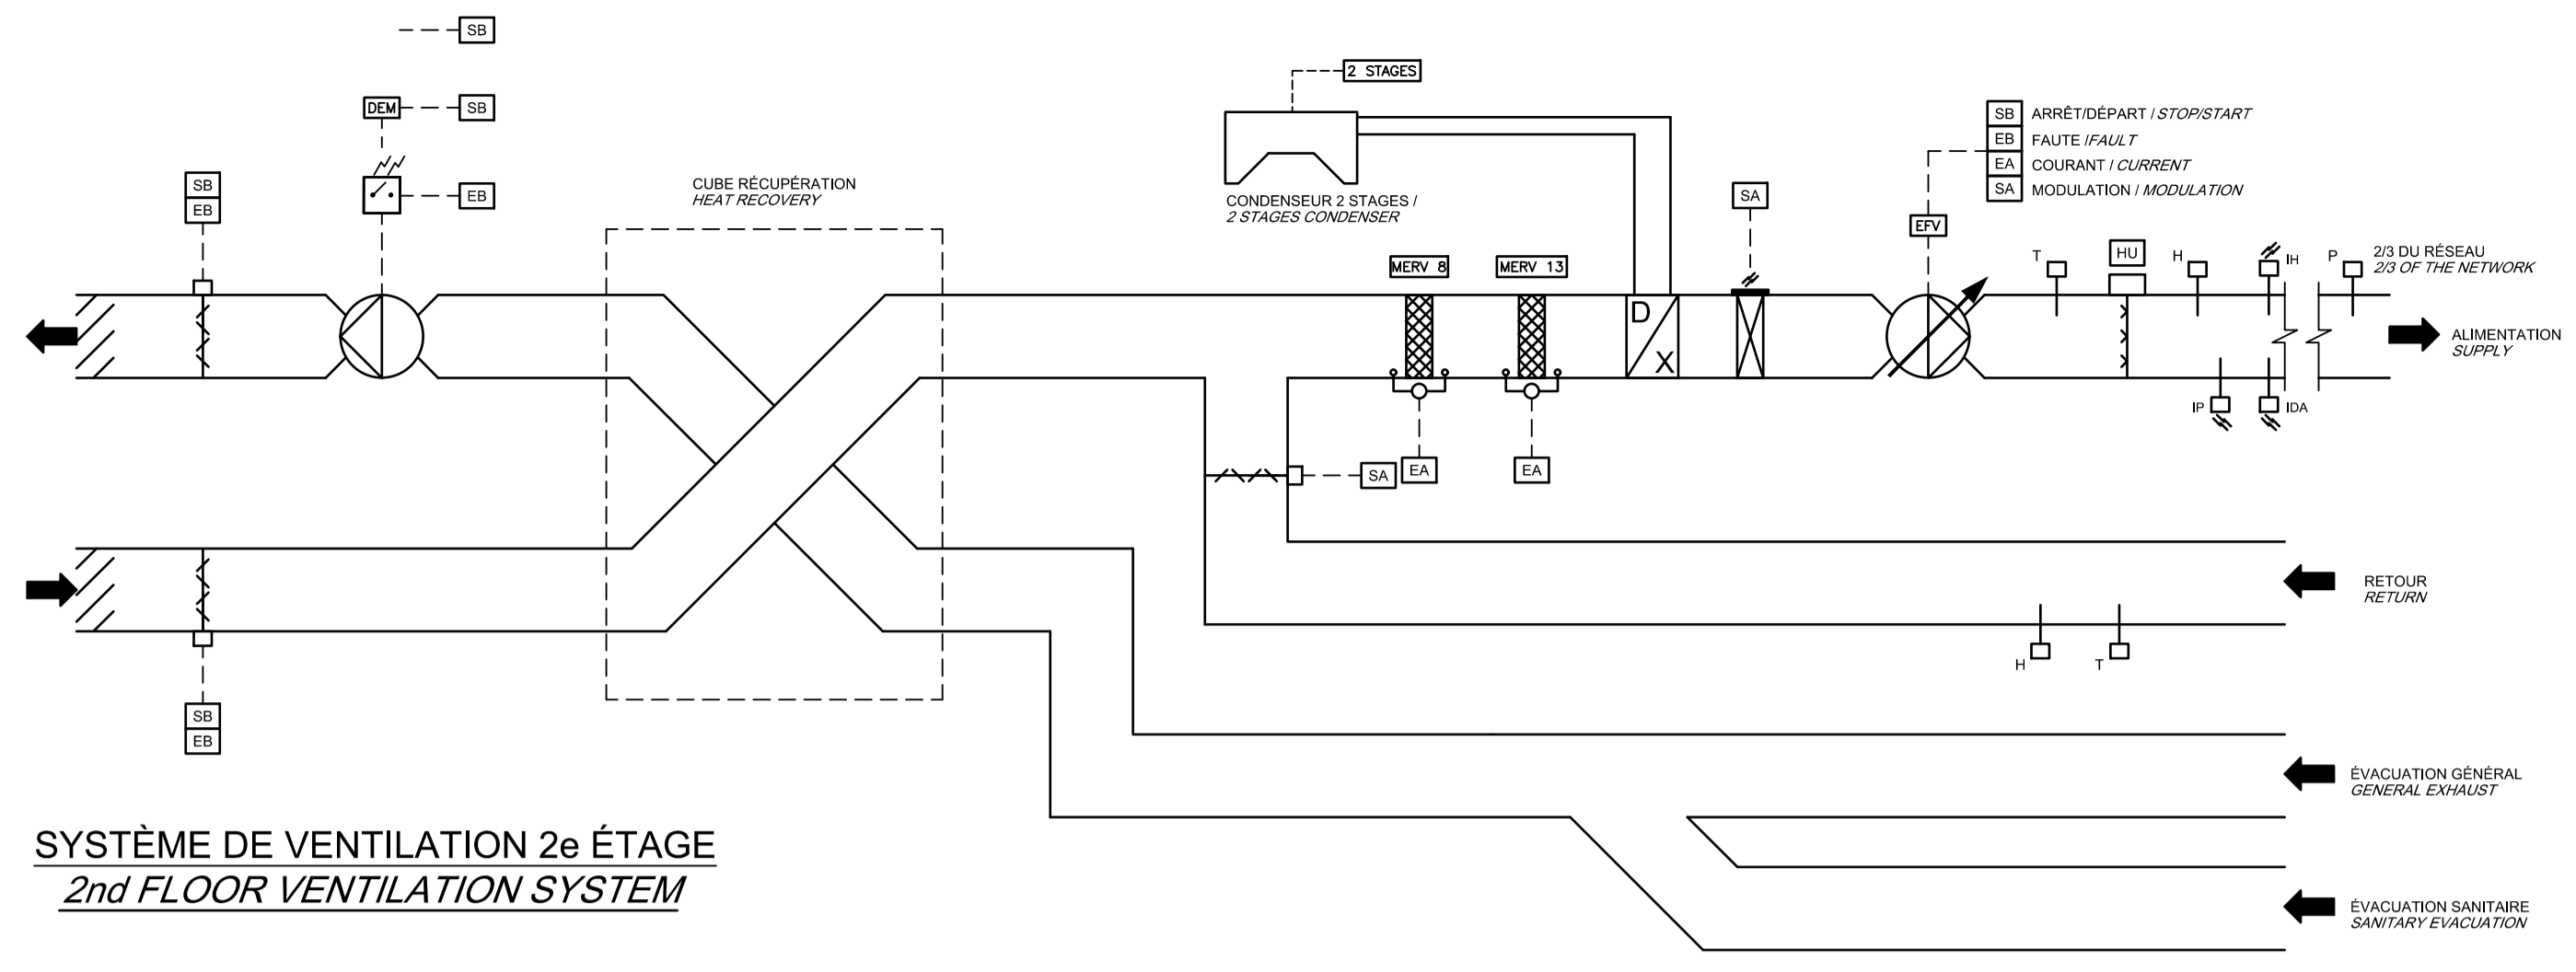 SB
DEM
SB
EB
SB
EB
CUBE RÉCUPÉRATION
HEAT RECOVERY
2 STAGES
CONDENSEUR 2 STAGES /
2 STAGES CONDENSER
SA
MERV 8
MERV 13
D
X
SB ARRÊT/DÉPART / STOP/START
EB FAUTE /FAULT
EA COURANT / CURRENT
SA MODULATION / MODULATION
EFV
T
HU
H
IH
P
2/3 DU RÉSEAU
2/3 OF THE NETWORK
ALIMENTATION
SUPPLY
IP
IDA
SA
EA
EA
RETOUR
RETURN
H
T
SB
EB
ÉVACUATION GÉNÉRAL
GENERAL EXHAUST
SYSTÈME DE VENTILATION 2e ÉTAGE
2nd FLOOR VENTILATION SYSTEM
ÉVACUATION SANITAIRE
SANITARY EVACUATION